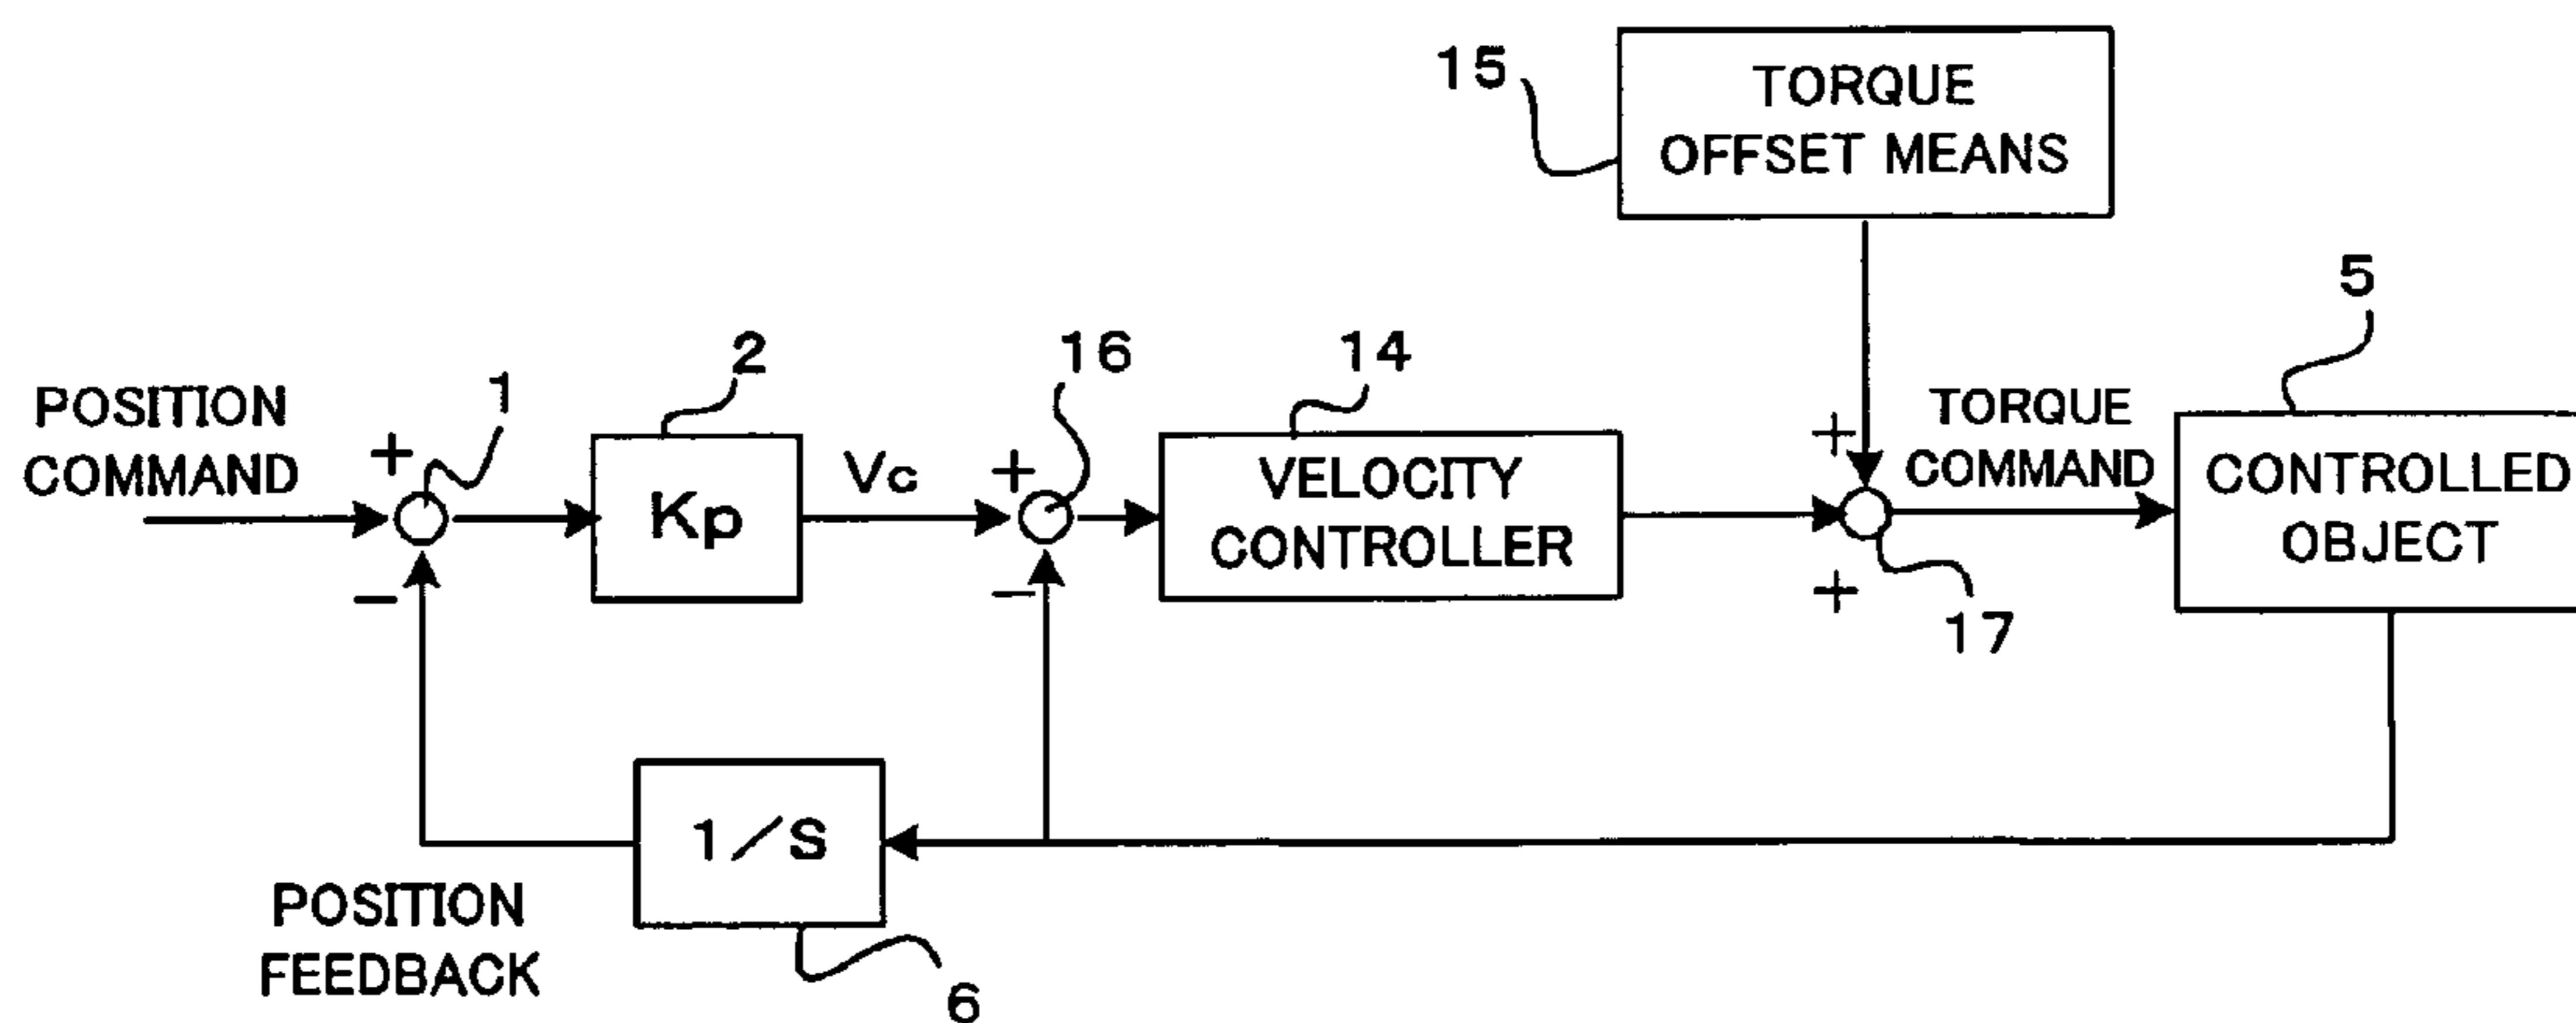 15
TORQUE
OFFSET MEANS
5
2
16
14
1
POSITION
COMMAND
+
−
Kp
Vc
+
−
VELOCITY
CONTROLLER
+
+
TORQUE
COMMAND
CONTROLLED
OBJECT
17
1/S
POSITION
FEEDBACK
6